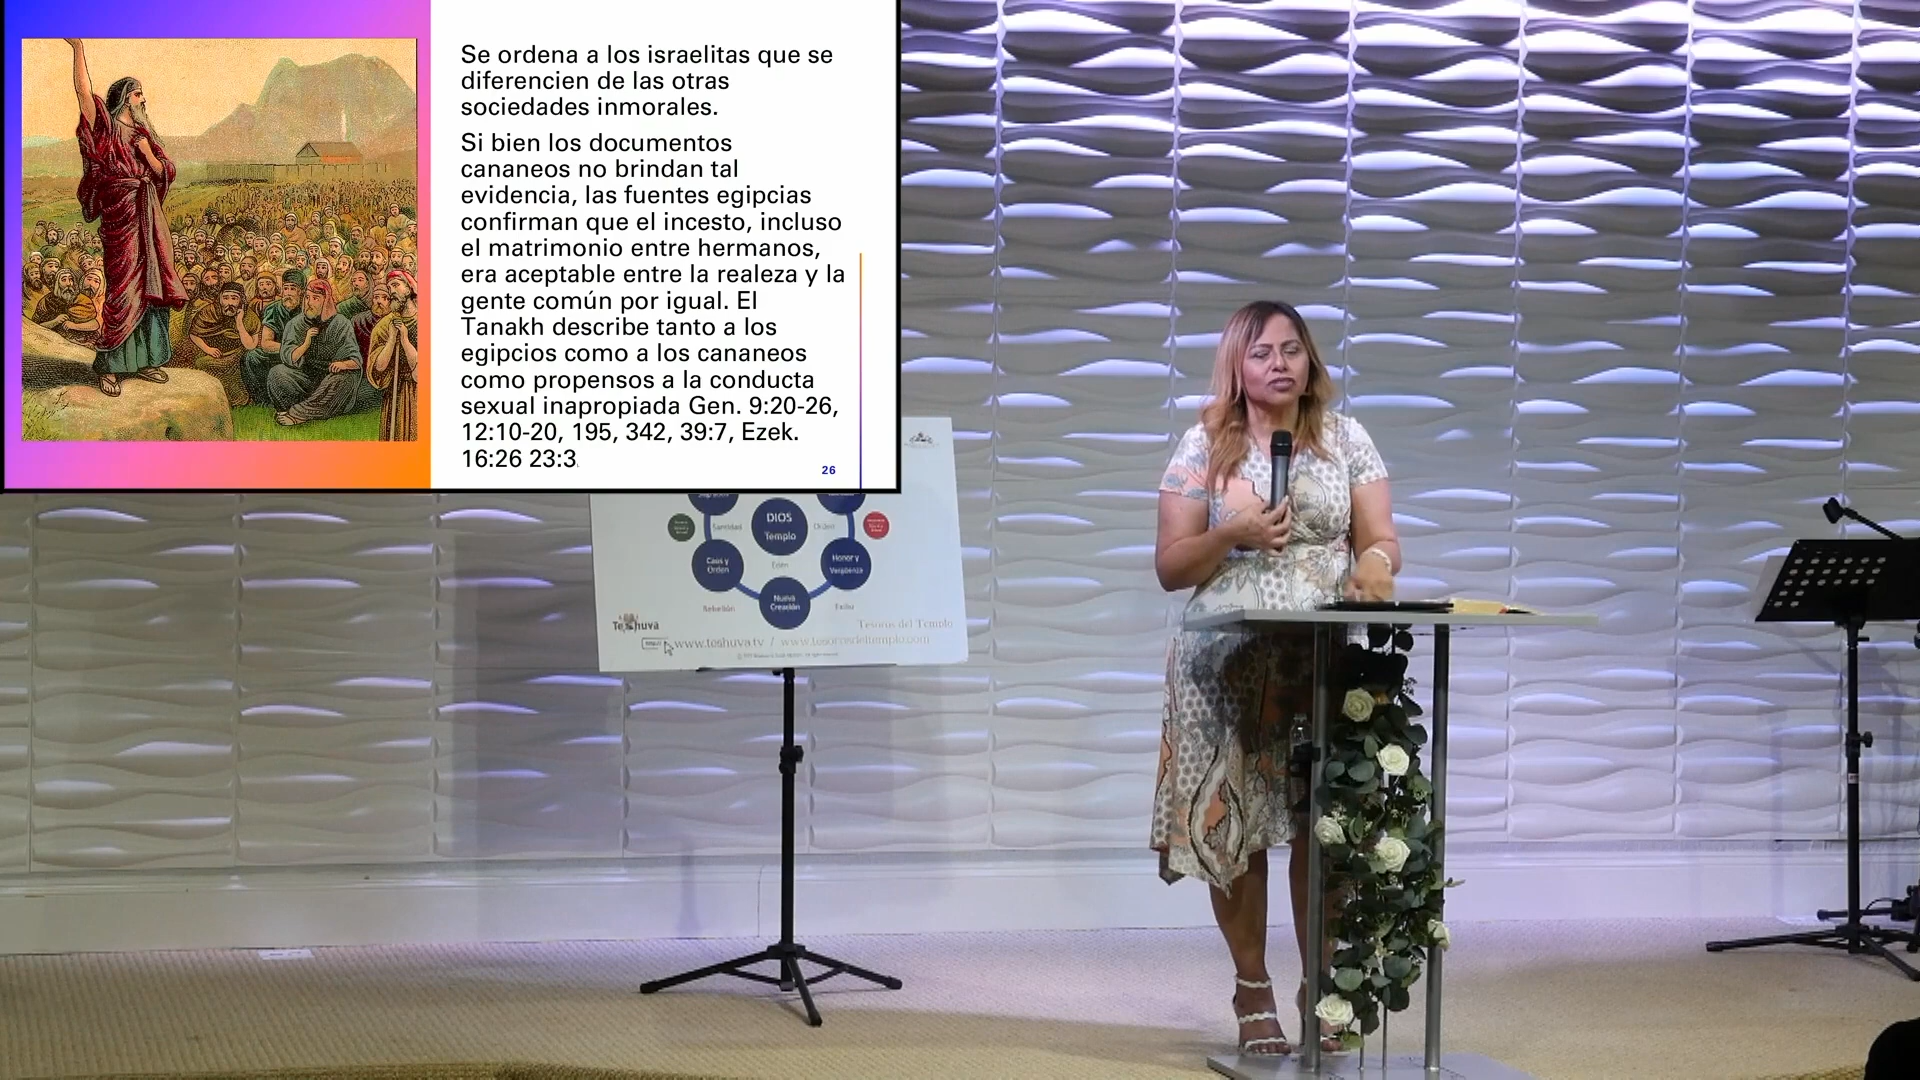 Se ordena a los israelitas que se
diferencien de las otras
sociedades inmorales.
Si bien los documentos
cananeos no brindan tal
evidencia, las fuentes egipcias
confirman que el incesto, incluso
el matrimonio entre hermanos,
era aceptable entre la realeza y la
gente común por igual. El
Tanakh describe tanto a los
egipcios como a los cananeos
como propensos a la conducta
sexual inapropiada Gen. 9:20-26,
12:10-20, 195, 342, 39:7, Ezek.
16:26 23:3.
26
DIOS
Templo
Santidad
Orden
Caos y
Orden
Edén
Honor y
Vergüenza
Nueva
Creación
Rebelión
Exilio
Teshuvá
Tesoros del Templo
www.teshuva.tv / www.tesorosdeltemplo.com